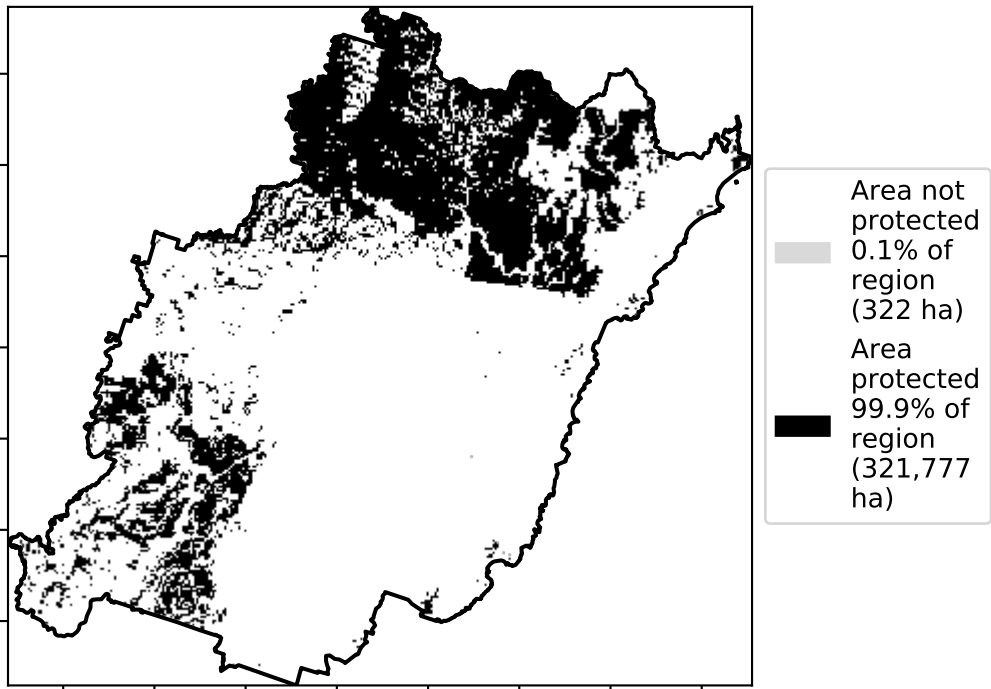 Area not
protected
0.1% of
region
(322 ha)
Area
protected
99.9% of
region
(321,777
ha)